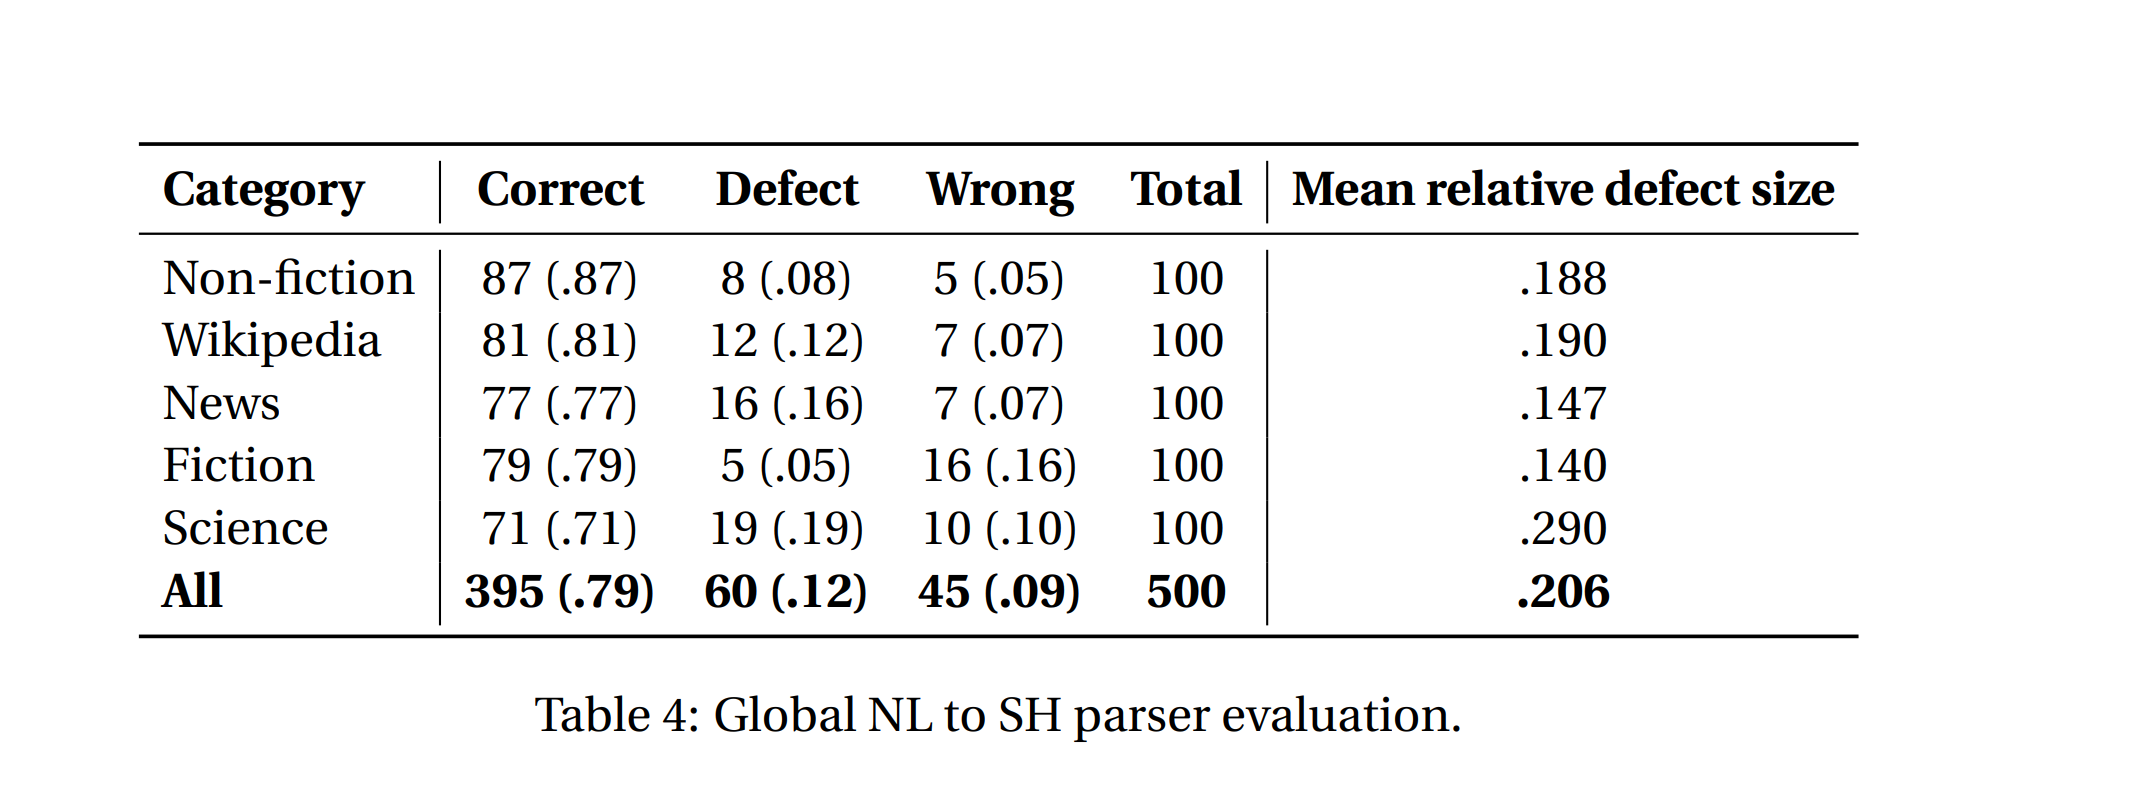 Category Correct Defect Wrong Total Mean relative defect size
Non-fiction 87 (.87) 8 (.08) 5 (.05) 100 .188
Wikipedia 81 (.81) 12 (.12) 7 (.07) 100 .190
News 77 (.77) 16 (.16) 7 (.07) 100 .147
Fiction 79 (.79) 5 (.05) 16 (.16) 100 .140
Science 71 (.71) 19 (.19) 10 (.10) 100 .290
All 395 (.79) 60 (.12) 45 (.09) 500 .206
Table 4: Global NL to SH parser evaluation.